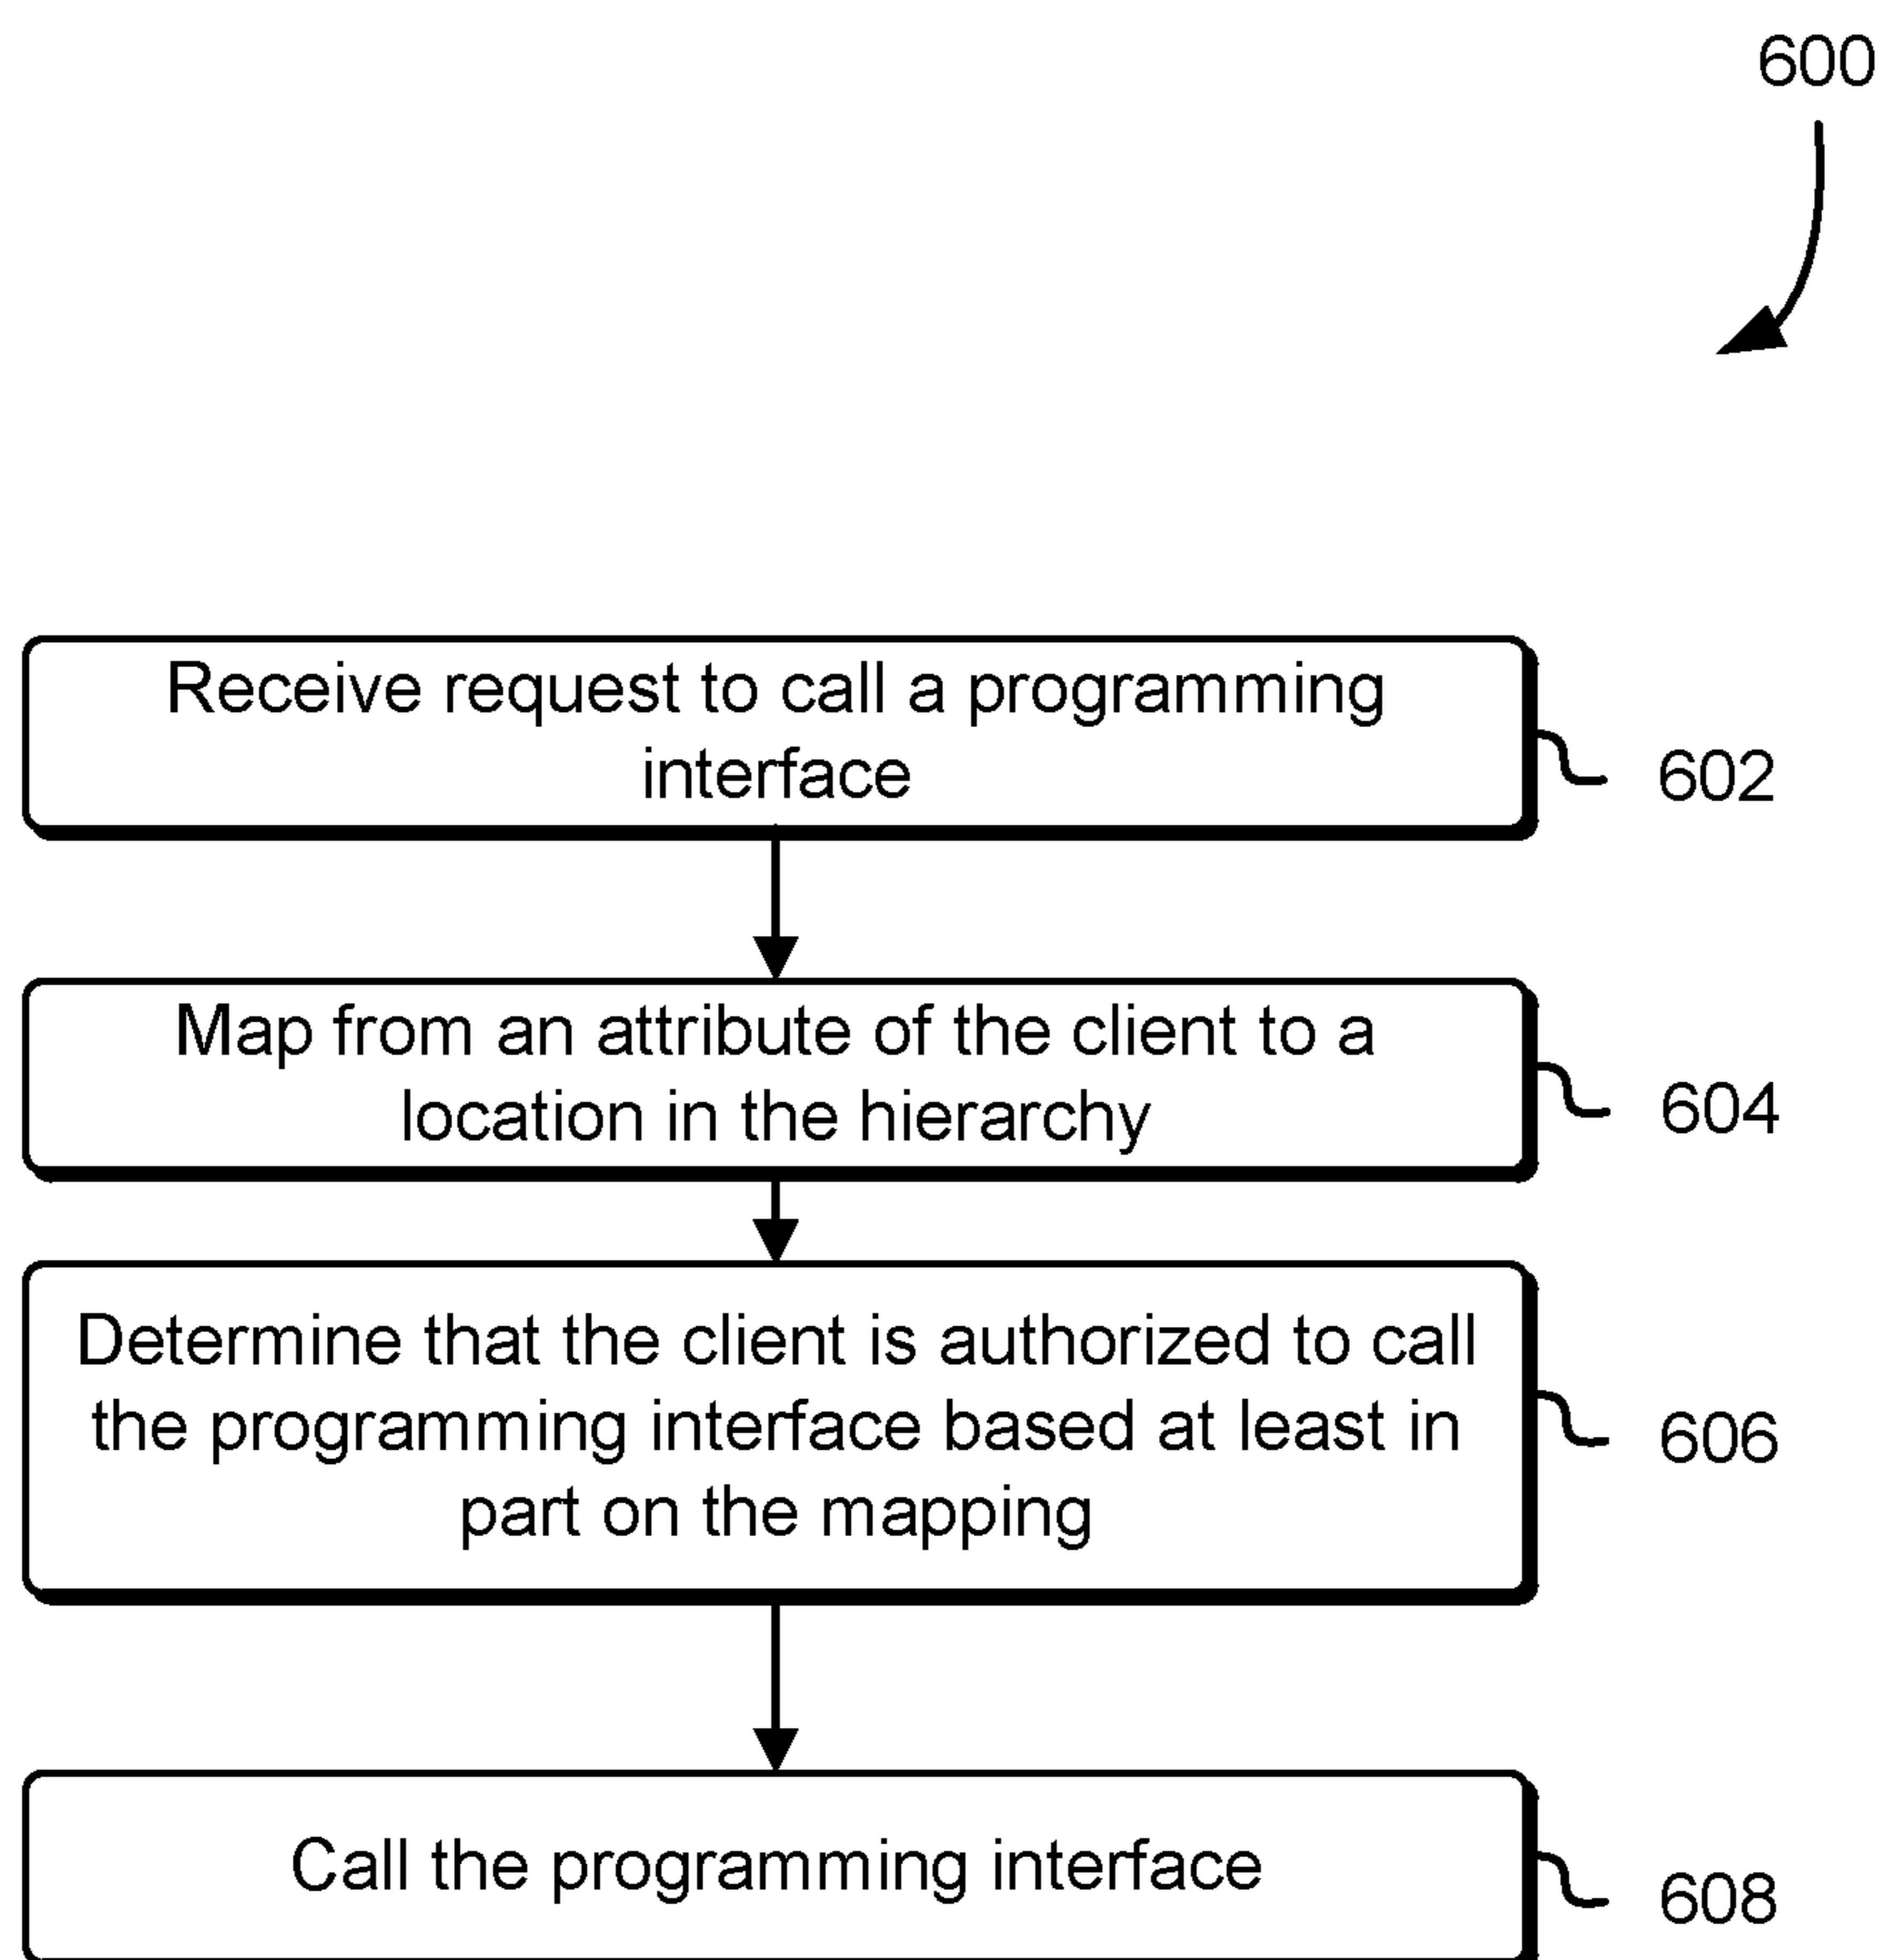 600
Receive request to call a programming
interface
602
Map from an attribute of the client to a
location in the hierarchy
604
Determine that the client is authorized to call
the programming interface based at least in
part on the mapping
606
Call the programming interface
608